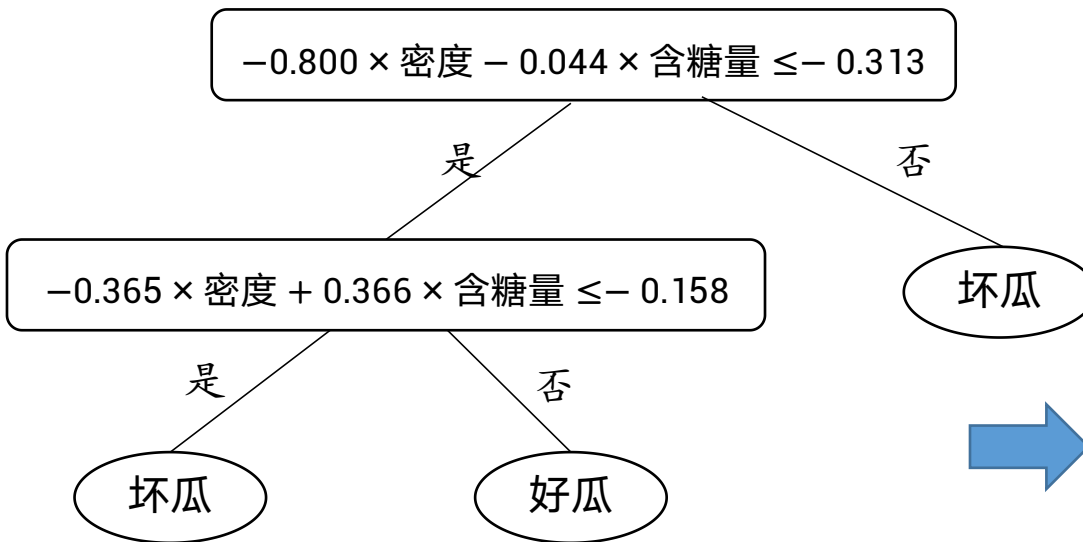 −0.800 × 密度 − 0.044 × 含糖量 ≤− 0.313
是
否
−0.365 × 密度 + 0.366 × 含糖量 ≤− 0.158
坏瓜
是
否
坏瓜
好瓜